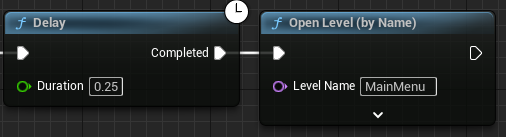 Delay
Completed
Duration 0.25
Open Level (by Name)
Level Name MainMenu